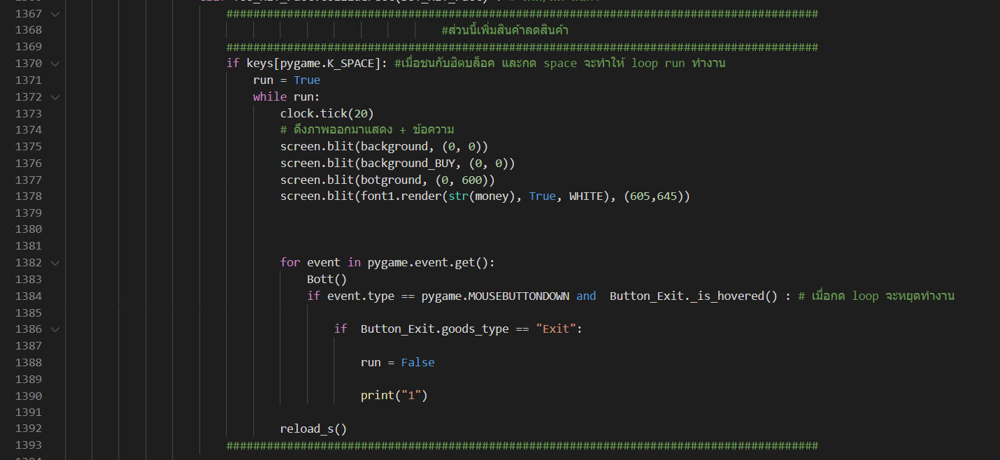 1367 ########################################################################################
1368 #ส่วนนี้เพิ่มสินค้าลดสินค้า
1369 ########################################################################################
1370 if keys[pygame.K_SPACE]: #เมื่อชนกับฮิตบล็อค และกด space จะทำให้ loop run ทำงาน
1371 run = True
1372 while run:
1373 clock.tick(20)
1374 # ดึงภาพออกมาแสดง + ข้อความ
1375 screen.blit(background, (0, 0))
1376 screen.blit(background_BUY, (0, 0))
1377 screen.blit(botground, (0, 600))
1378 screen.blit(font1.render(str(money), True, WHITE), (605,645))
1379
1380
1381
1382 for event in pygame.event.get():
1383 Bott()
1384 if event.type == pygame.MOUSEBUTTONDOWN and  Button_Exit._is_hovered() : # เมื่อกด loop จะหยุดทำงาน
1385
1386 if  Button_Exit.goods_type == "Exit":
1387
1388 run = False
1389
1390 print("1")
1391
1392 reload_s()
1393 ########################################################################################